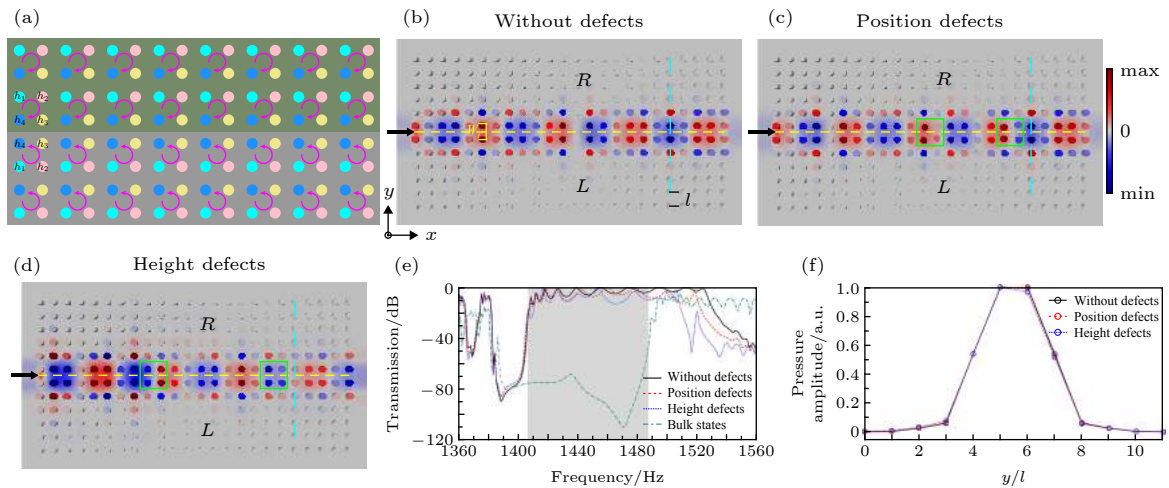 (a)
h1 h2
h4 h3
h4 h3
h1 h2
y
x
(b)
Without defects
R
W
L
l
(c)
Position defects
R
L
max
0
min
(d)
Height defects
R
L
(e)
Transmission/dB
0
−40
−80
−120
1360 1400 1440 1480 1520 1560
Frequency/Hz
Without defects
Position defects
Height defects
Bulk states
(f)
Pressure
amplitude/a.u.
1.0
0.8
0.6
0.4
0.2
0
0 2 4 6 8 10
y/l
Without defects
Position defects
Height defects